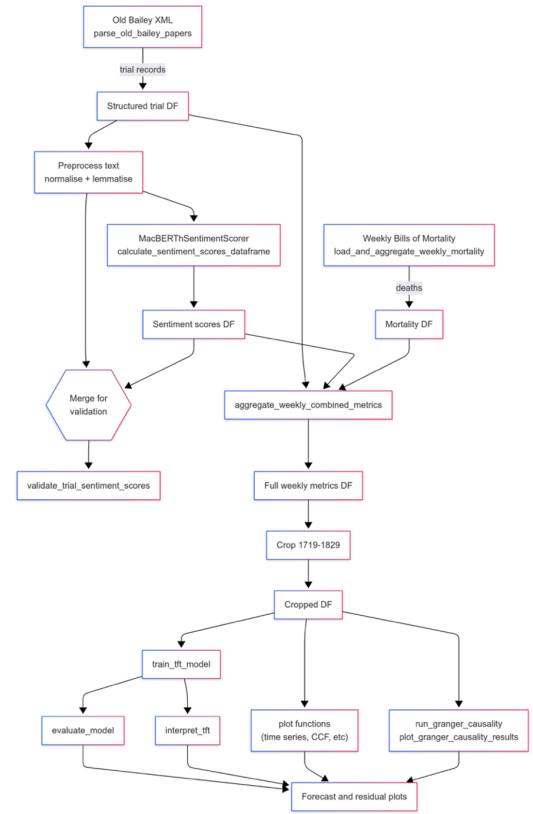 Old Bailey XML
parse_old_bailey_papers
trial records
Structured trial DF
Preprocess text
normalise + lemmatise
MacBERThSentimentScorer
calculate_sentiment_scores_dataframe
Weekly Bills of Mortality
load_and_aggregate_weekly_mortality
deaths
Sentiment scores DF
Mortality DF
Merge for
validation
aggregate_weekly_combined_metrics
validate_trial_sentiment_scores
Full weekly metrics DF
Crop 1719-1829
Cropped DF
train_tft_model
evaluate_model
interpret_tft
plot functions
(time series, CCF, etc)
run_granger_causality
plot_granger_causality_results
Forecast and residual plots